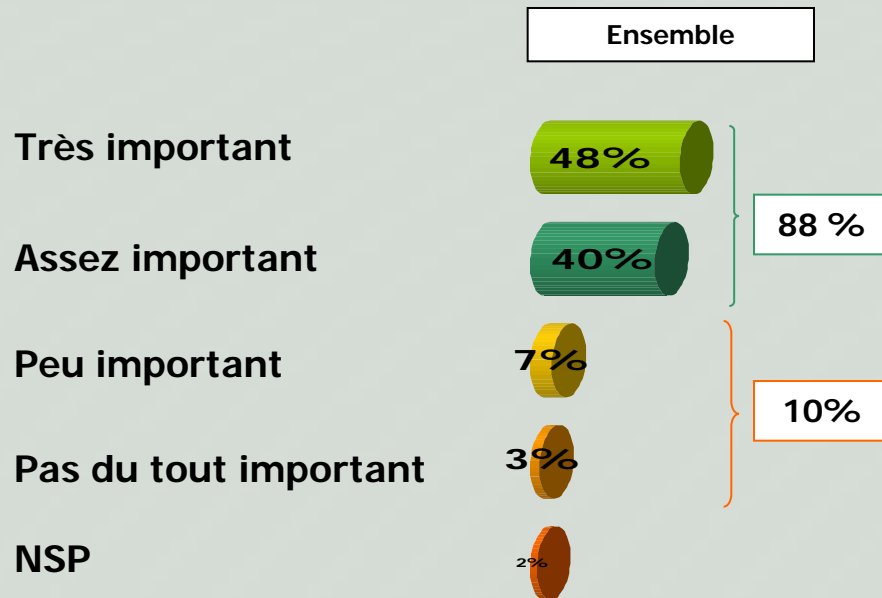 Ensemble
Très important
48%
88 %
Assez important
40%
Peu important
7%
10%
Pas du tout important
3%
NSP
2%